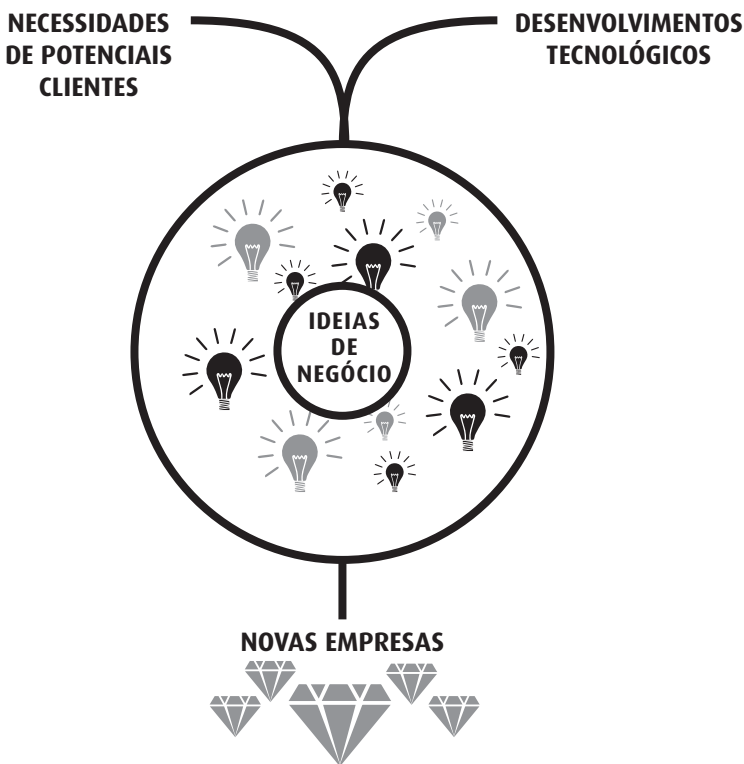 NECESSIDADES
DE POTENCIAIS
CLIENTES
DESENVOLVIMENTOS
TECNOLÓGICOS
IDEIAS
DE
NEGÓCIO
NOVAS EMPRESAS